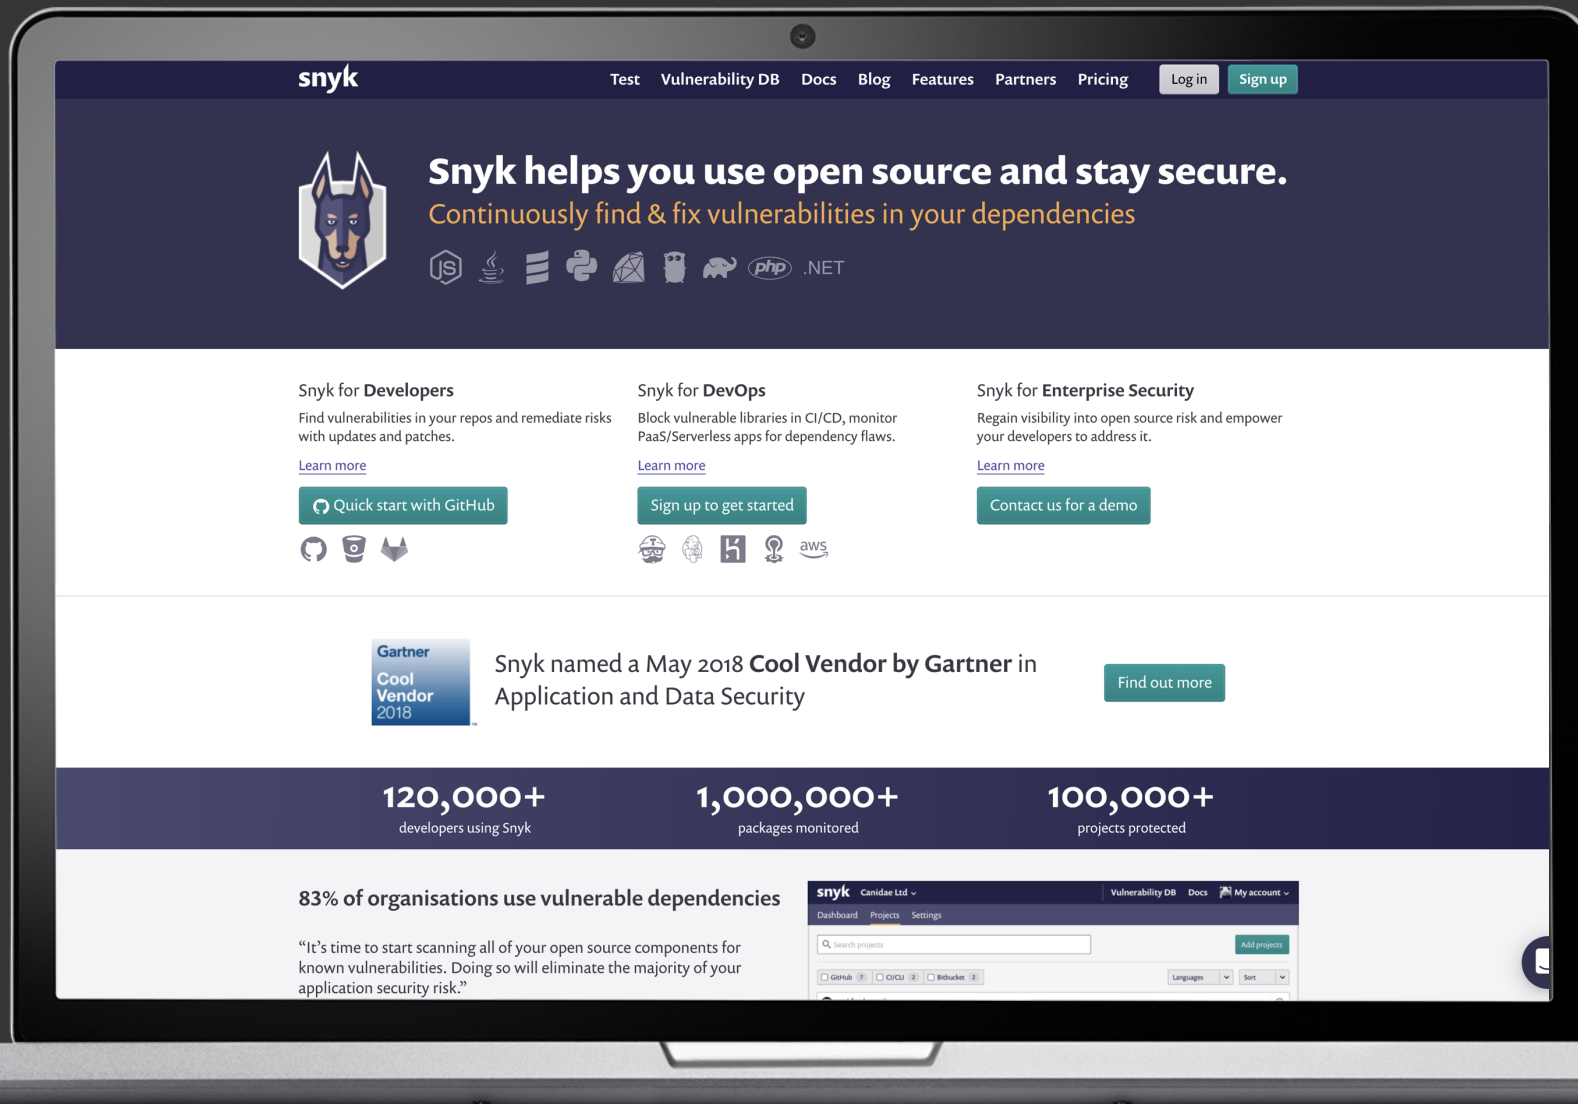 snyk
Test Vulnerability DB Docs Blog Features Partners Pricing Log in Sign up
Snyk helps you use open source and stay secure.
Continuously find & fix vulnerabilities in your dependencies
JS php .NET
Snyk for Developers
Find vulnerabilities in your repos and remediate risks
with updates and patches.
Learn more
Quick start with GitHub
Snyk for DevOps
Block vulnerable libraries in CI/CD, monitor
PaaS/Serverless apps for dependency flaws.
Learn more
Sign up to get started
T aws
Snyk for Enterprise Security
Regain visibility into open source risk and empower
your developers to address it.
Learn more
Contact us for a demo
Gartner
Cool
Vendor
2018
TM
Snyk named a May 2018 Cool Vendor by Gartner in
Application and Data Security
Find out more
120,000+
developers using Snyk
1,000,000+
packages monitored
100,000+
projects protected
83% of organisations use vulnerable dependencies
“It’s time to start scanning all of your open source components for
known vulnerabilities. Doing so will eliminate the majority of your
application security risk.”
snyk Canidae Ltd Vulnerability DB Docs My account
Dashboard Projects Settings
Search projects Add projects
GitHub 7 CI/CLI 2 Bitbucket 2 Languages Sort